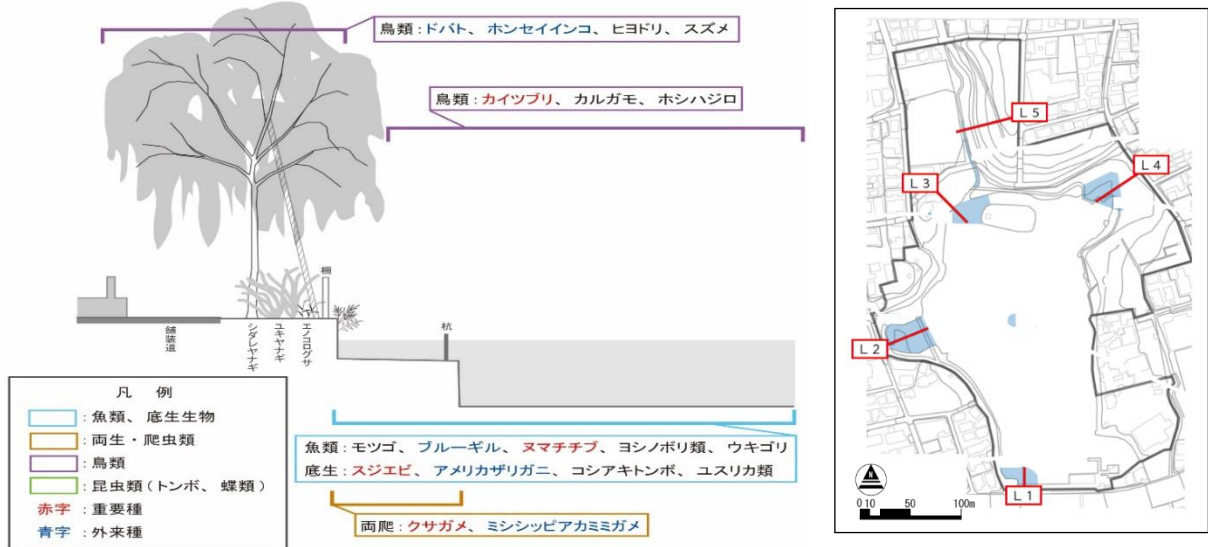 鳥類：ドバト、ホンセイインコ、ヒヨドリ、スズメ
鳥類：カイツブリ、カルガモ、ホシハジロ
柵
杭
舗装道
シダレヤナギ
ユキヤナギ
エノコログサ
凡 例
：魚類、底生生物
：両生・爬虫類
：鳥類
：昆虫類（トンボ、蝶類）
赤字：重要種
青字：外来種
魚類：モツゴ、ブルーギル、ヌマチチブ、ヨシノボリ類、ウキゴリ
底生：スジエビ、アメリカザリガニ、コシアキトンボ、ユスリカ類
両爬：クサガメ、ミシシッピアカミミガメ
L 5
L 4
L 3
L 2
L 1
0 10 50 100m